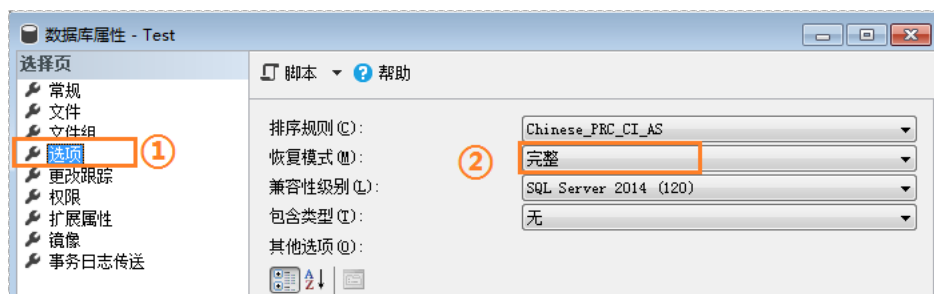 数据库属性 - Test
选择页
常规
文件
文件组
选项
更改跟踪
权限
扩展属性
镜像
事务日志传送
①
脚本 帮助
排序规则(C): Chinese_PRC_CI_AS
恢复模式(M): ② 完整
兼容性级别(L): SQL Server 2014 (120)
包含类型(T): 无
其他选项(O):